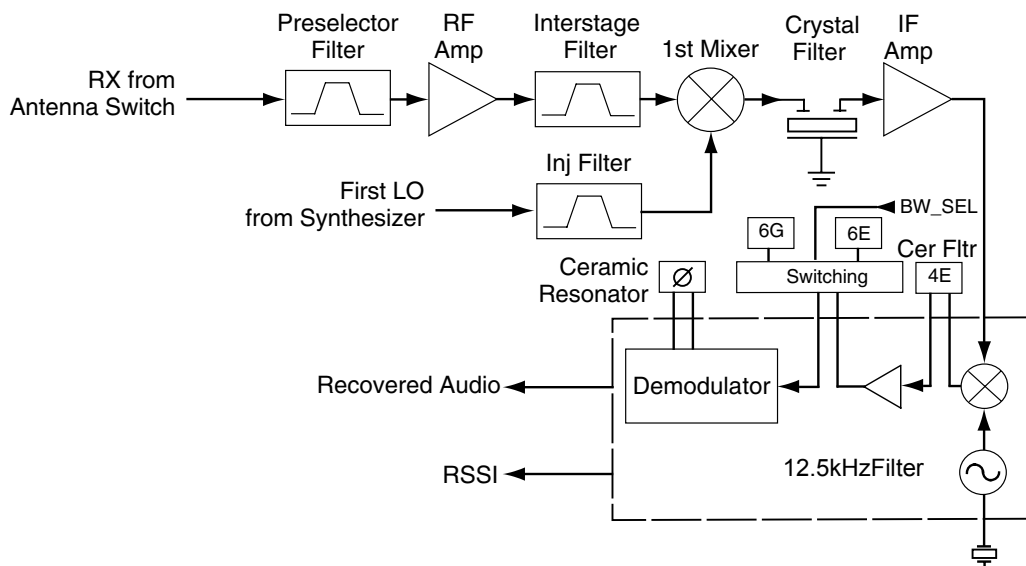 Preselector
Filter
RF
Amp
Interstage
Filter
1st Mixer
Crystal
Filter
IF
Amp
RX from
Antenna Switch
Inj Filter
First LO
from Synthesizer
BW_SEL
6G
6E
Cer Fltr
Switching
4E
Ceramic
Resonator
Ø
Demodulator
Recovered Audio
12.5kHzFilter
RSSI